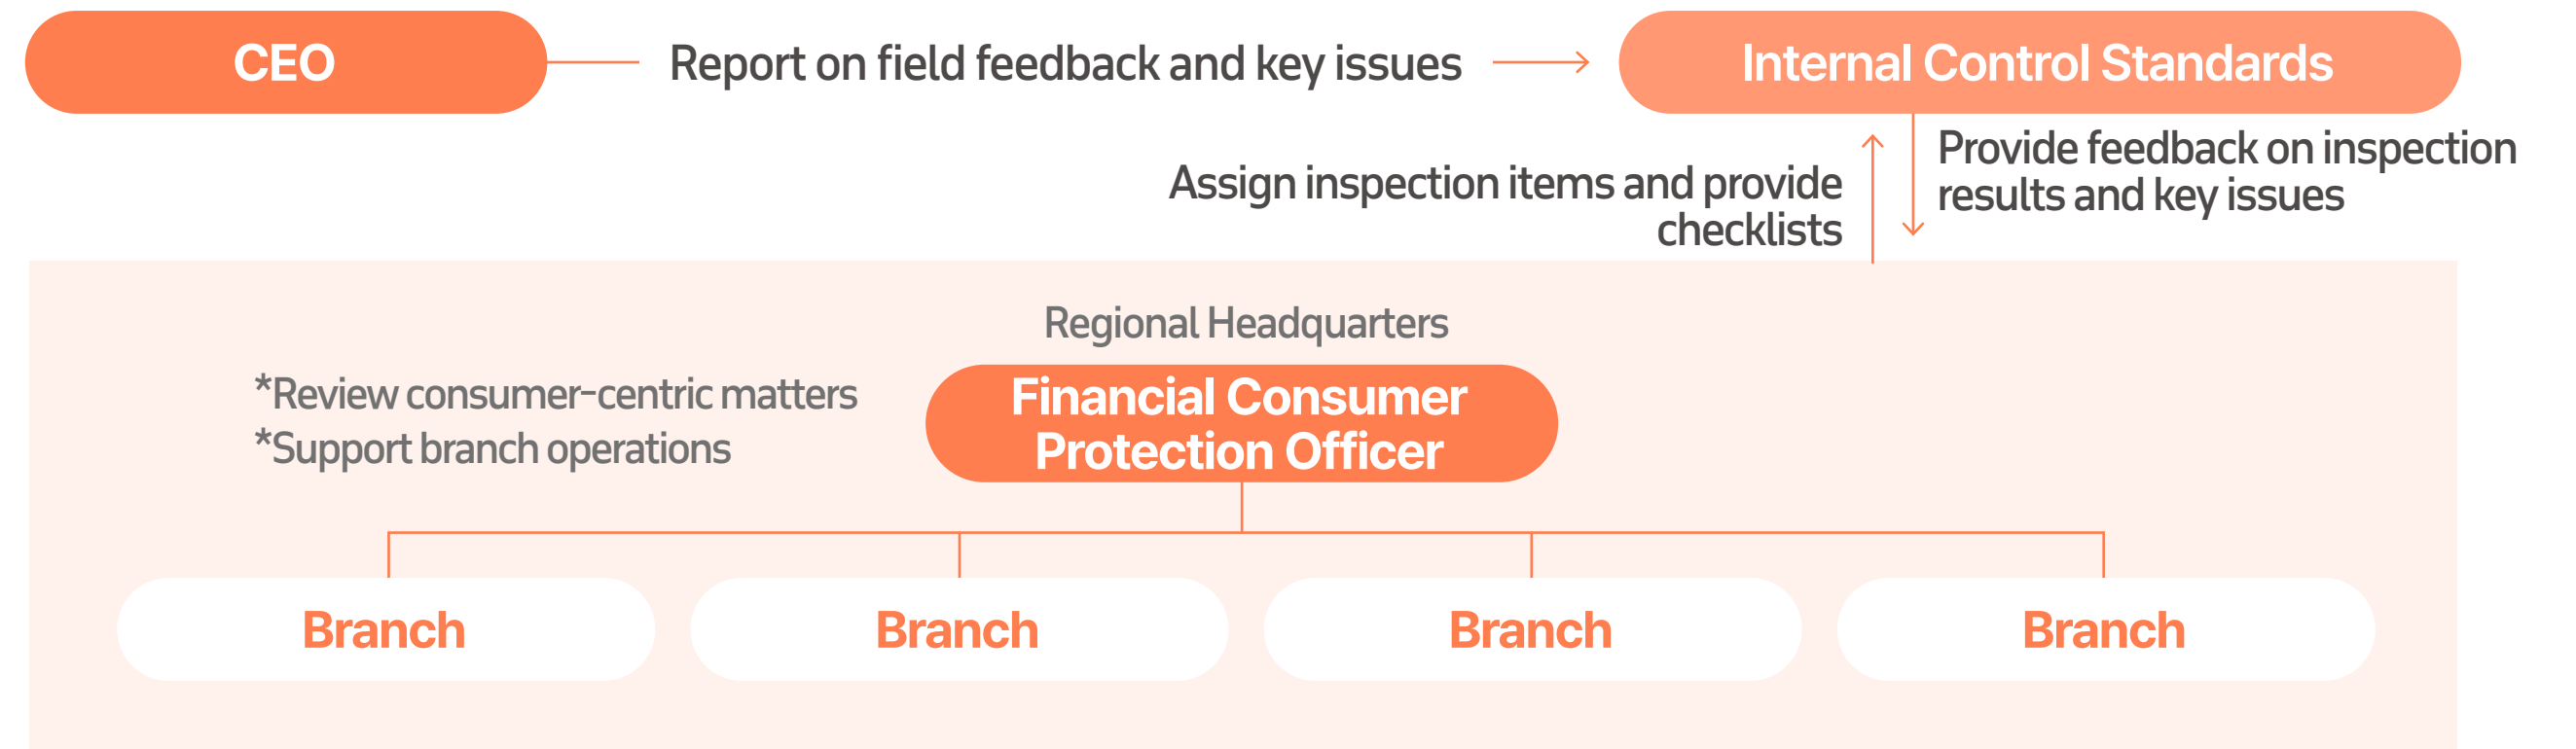 CEO
Report on field feedback and key issues
Internal Control Standards
Assign inspection items and provide
checklists
Provide feedback on inspection
results and key issues
Regional Headquarters
*Review consumer-centric matters
*Support branch operations
Financial Consumer
Protection Officer
Branch
Branch
Branch
Branch